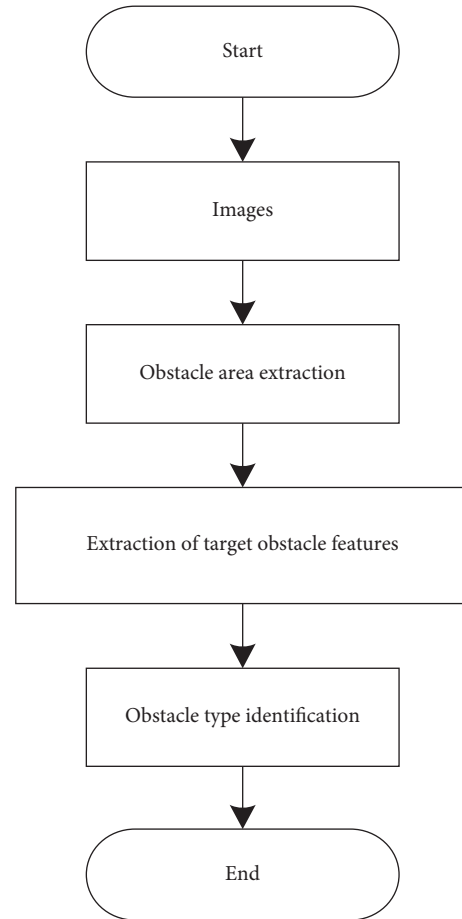 Start
Images
Obstacle area extraction
Extraction of target obstacle features
Obstacle type identification
End